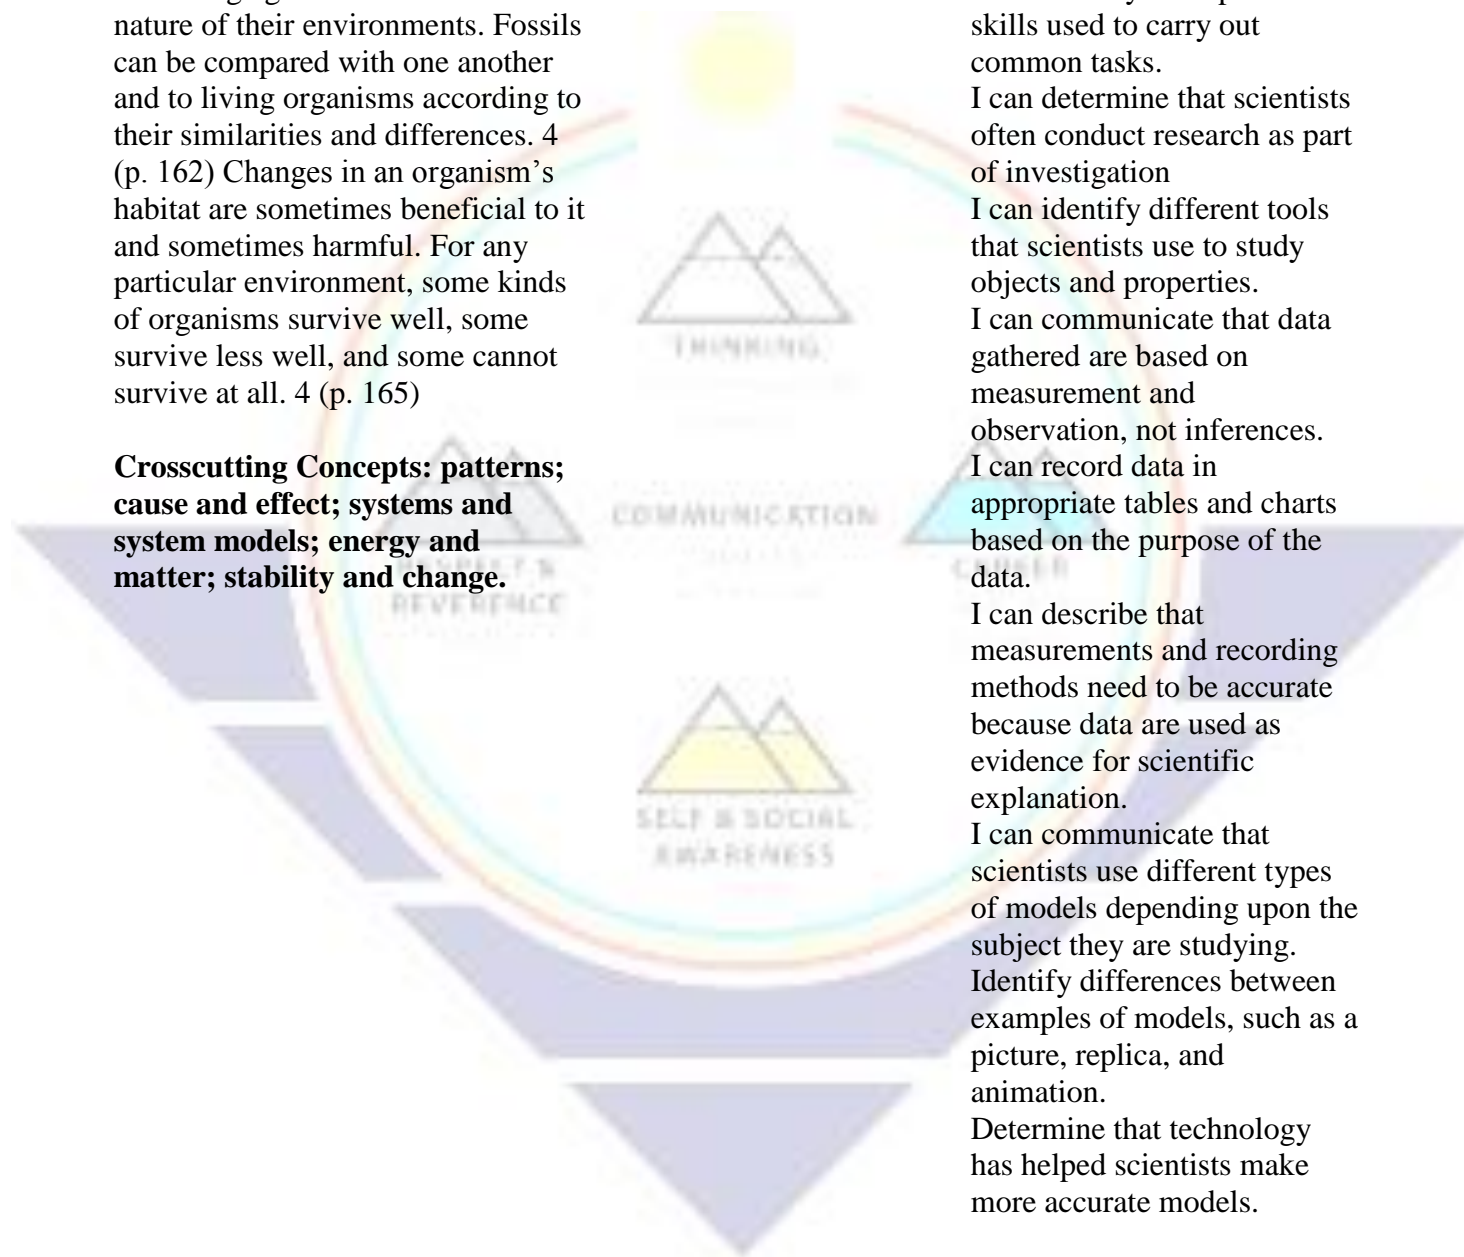 nature of their environments. Fossils
can be compared with one another
and to living organisms according to
their similarities and differences. 4
(p. 162) Changes in an organism’s
habitat are sometimes beneficial to it
and sometimes harmful. For any
particular environment, some kinds
of organisms survive well, some
survive less well, and some cannot
survive at all. 4 (p. 165)
Crosscutting Concepts: patterns;
cause and effect; systems and
system models; energy and
matter; stability and change.
skills used to carry out
common tasks.
I can determine that scientists
often conduct research as part
of investigation
I can identify different tools
that scientists use to study
objects and properties.
I can communicate that data
gathered are based on
measurement and
observation, not inferences.
I can record data in
appropriate tables and charts
based on the purpose of the
data.
I can describe that
measurements and recording
methods need to be accurate
because data are used as
evidence for scientific
explanation.
I can communicate that
scientists use different types
of models depending upon the
subject they are studying.
Identify differences between
examples of models, such as a
picture, replica, and
animation.
Determine that technology
has helped scientists make
more accurate models.
THINKING
COMMUNICATION
RESPECT &
REVERENCE
CAREER
SELF & SOCIAL
AWARENESS